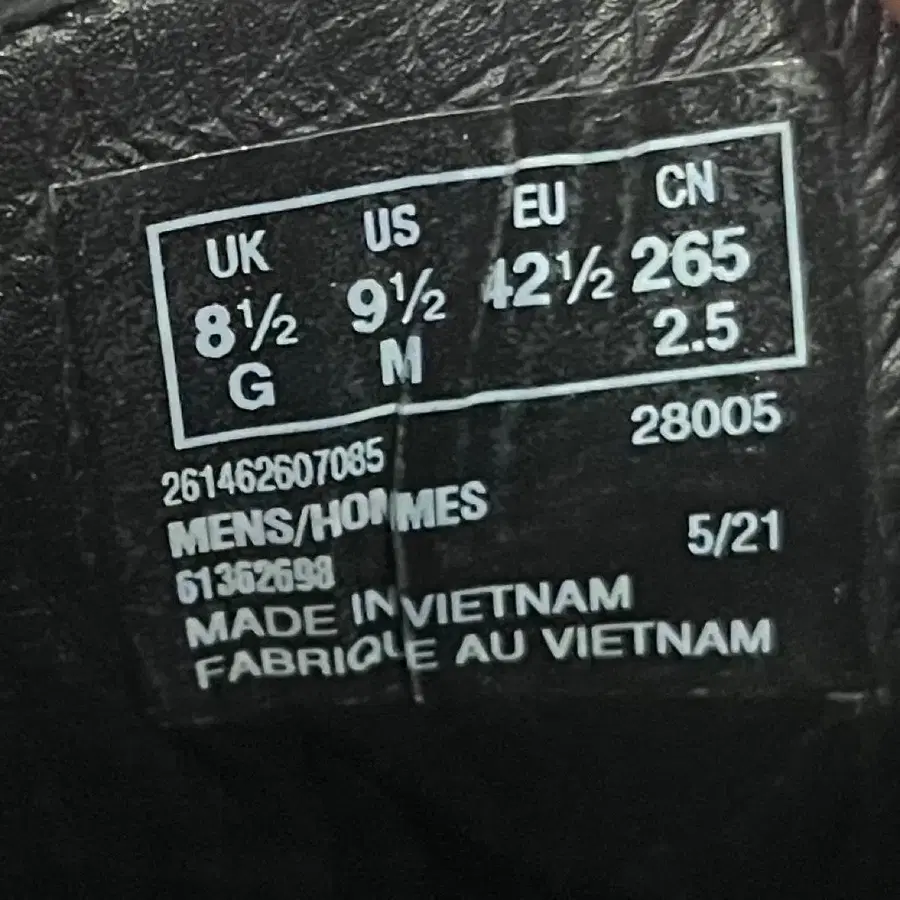 UK US EU CN
8½ 9½ 42½ 265
G M 2.5
28005
261462607085
MENS/HOMMES 5/21
61362698
MADE IN VIETNAM
FABRIQUE AU VIETNAM